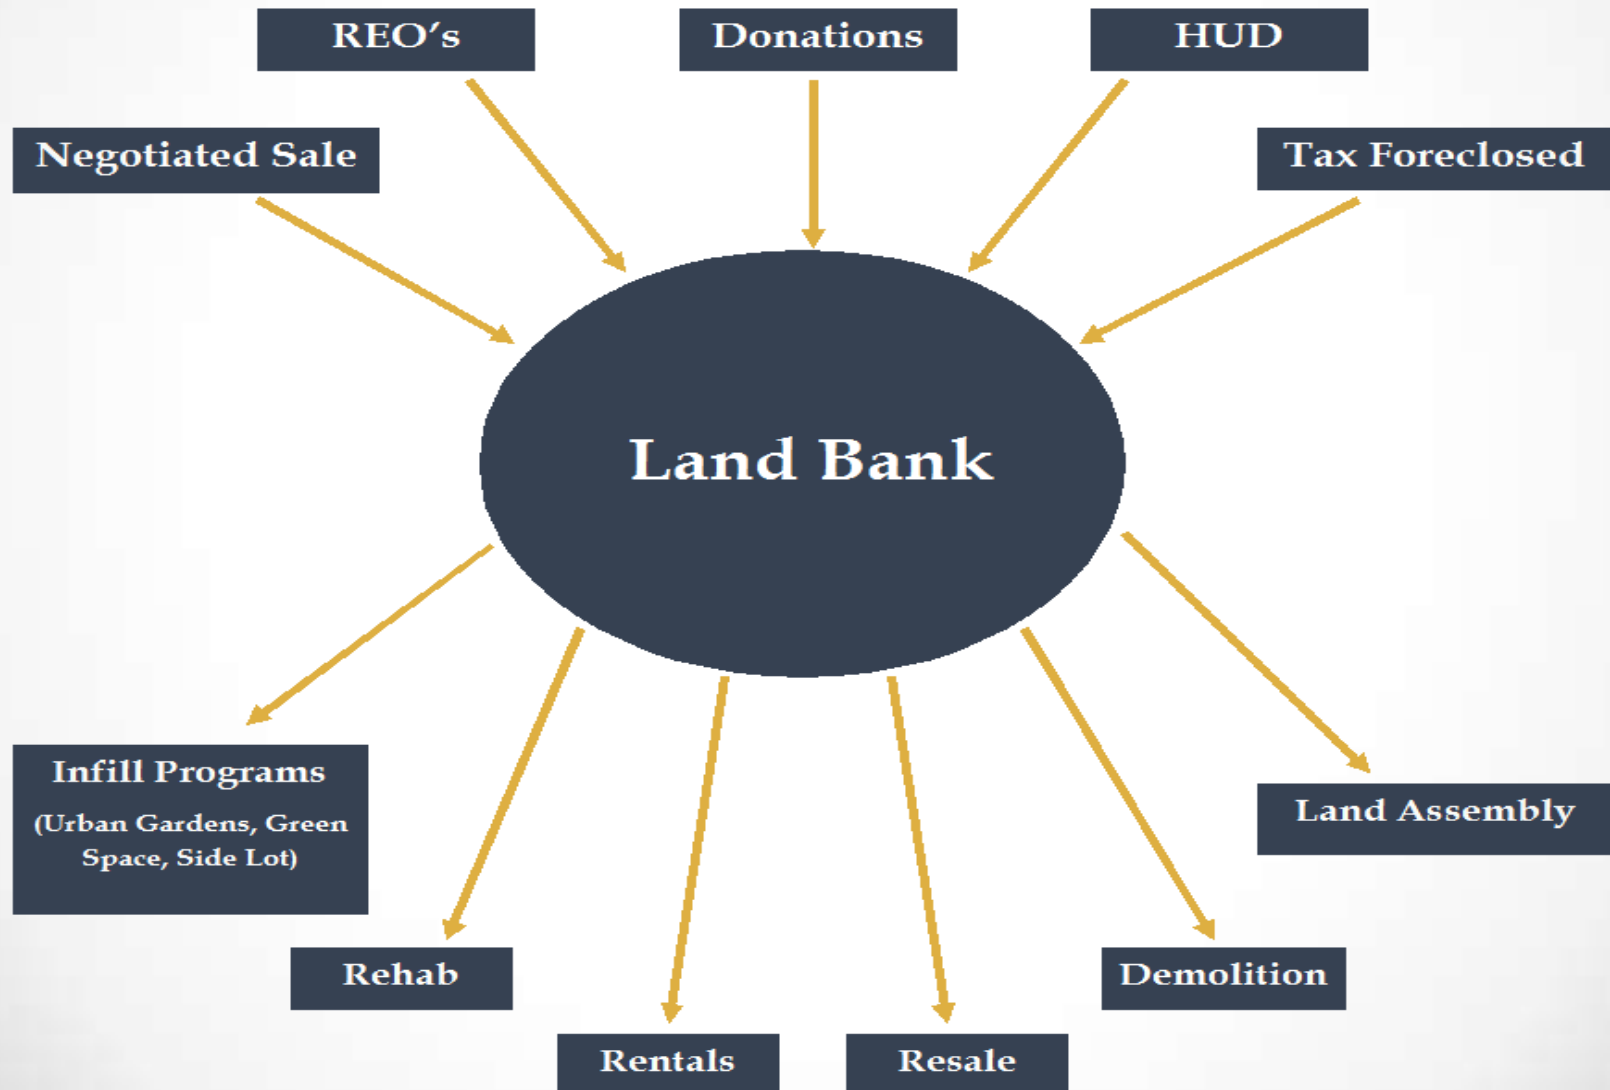 REO's
Donations
HUD
Negotiated Sale
Tax Foreclosed
Land Bank
Infill Programs
(Urban Gardens, Green
Space, Side Lot)
Land Assembly
Rehab
Demolition
Rentals
Resale